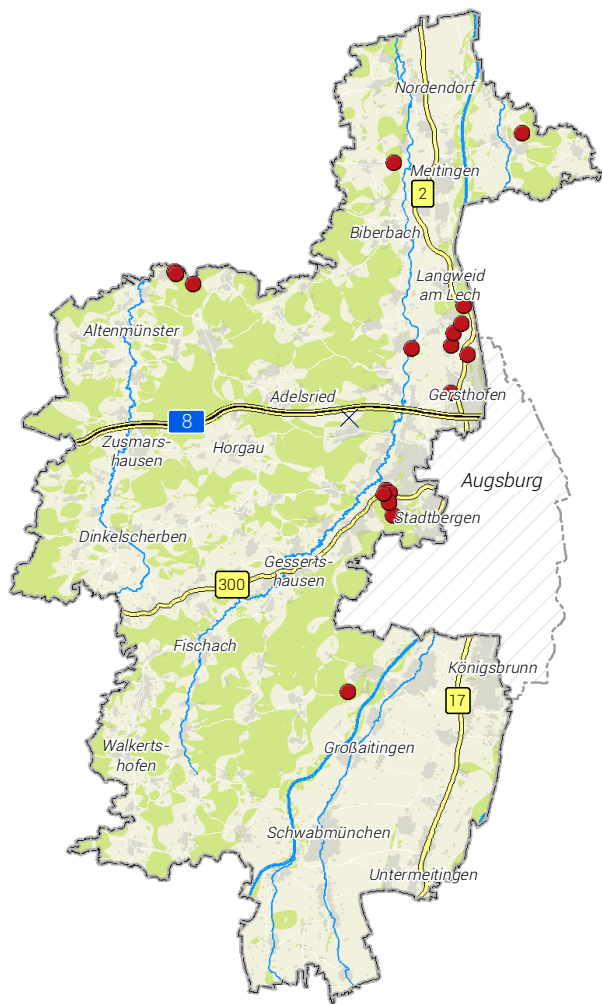 Nordendorf
Meitingen
2
Biberbach
Langweid
am Lech
Altenmünster
Adelsried
Gersthofen
8
Zusmars-
hausen
Horgau
Augsburg
Stadtbergen
Dinkelscherben
Gesserts-
hausen
300
Fischach
Königsbrunn
17
Walkerts-
hofen
Großaitingen
Schwabmünchen
Untermeitingen